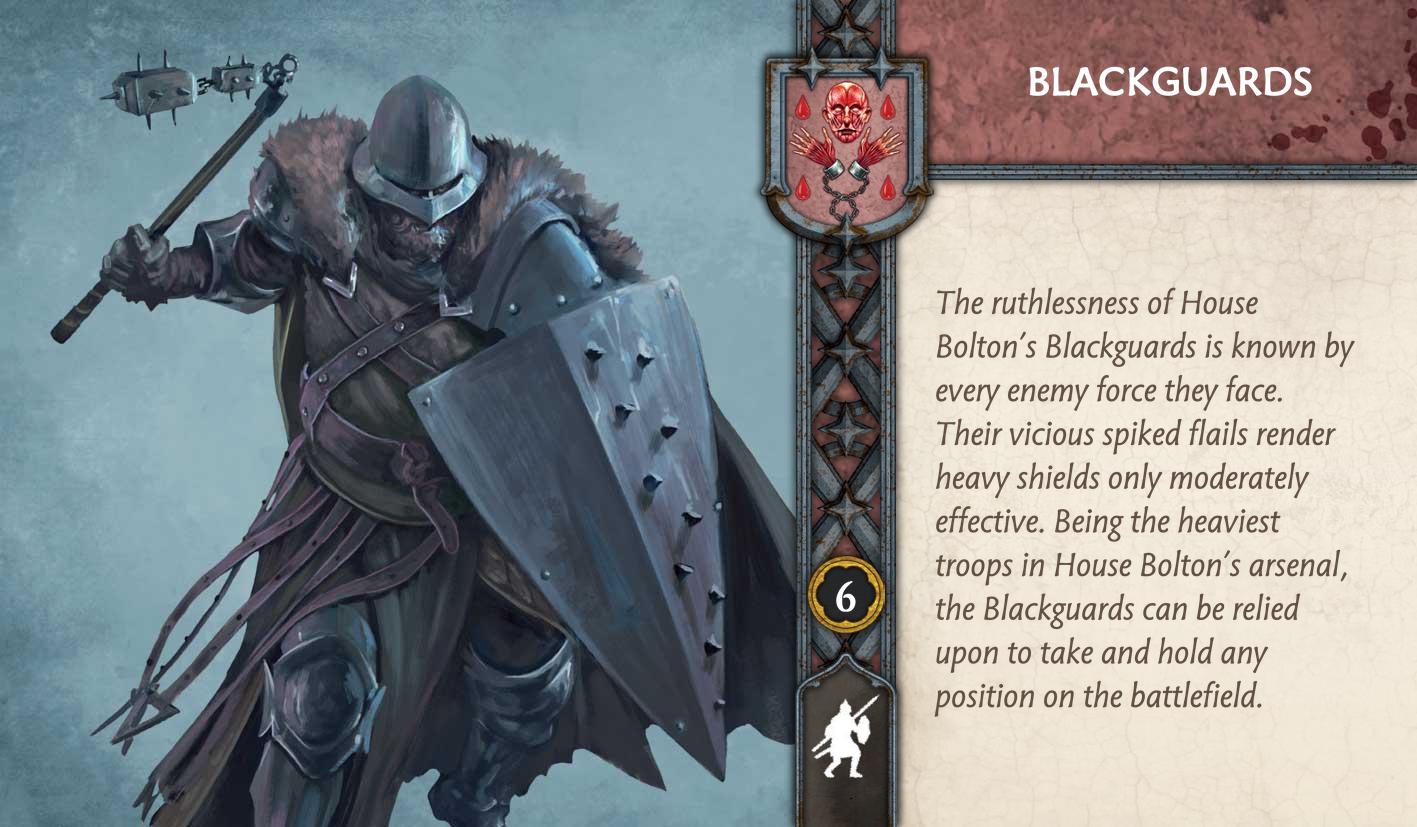 BLACKGUARDS
The ruthlessness of House
Bolton's Blackguards is known by
every enemy force they face.
Their vicious spiked flails render
heavy shields only moderately
effective. Being the heaviest
troops in House Bolton's arsenal,
the Blackguards can be relied
upon to take and hold any
position on the battlefield.
6